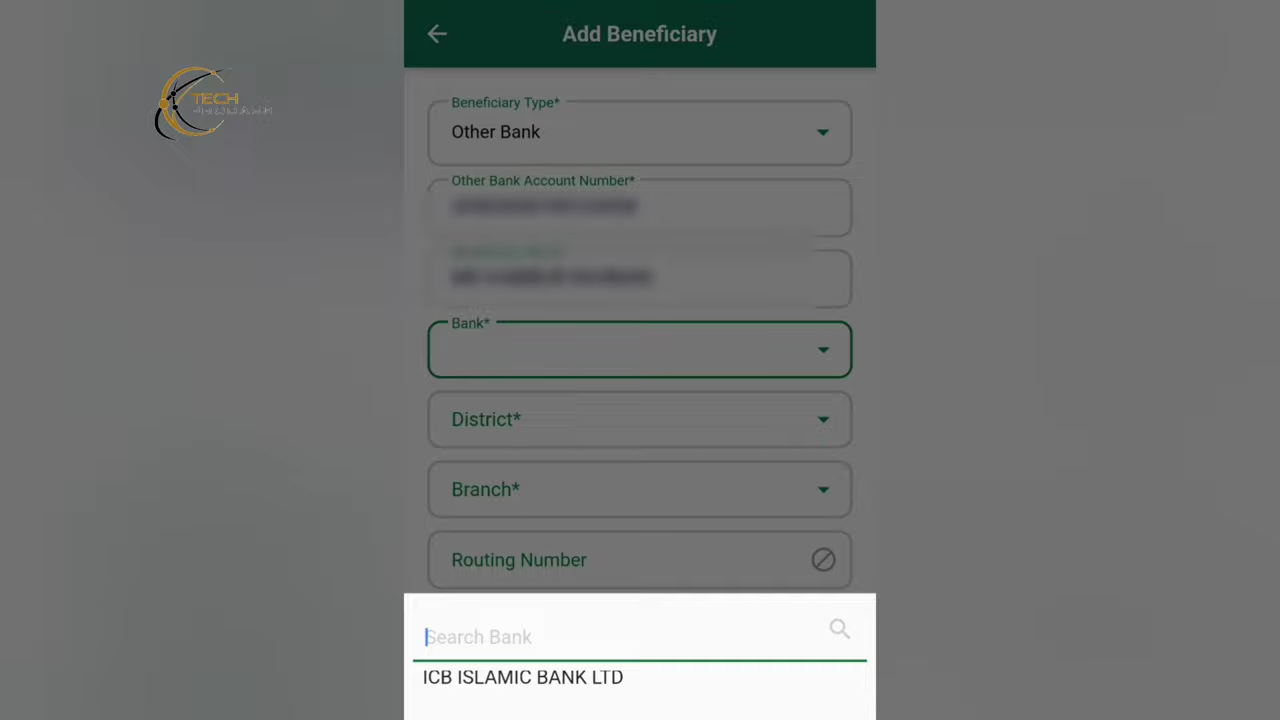 Add Beneficiary
TECH
Beneficiary Type*
Other Bank
Other Bank Account Number*
Bank*
District*
Branch*
Routing Number
Search Bank
ICB ISLAMIC BANK LTD